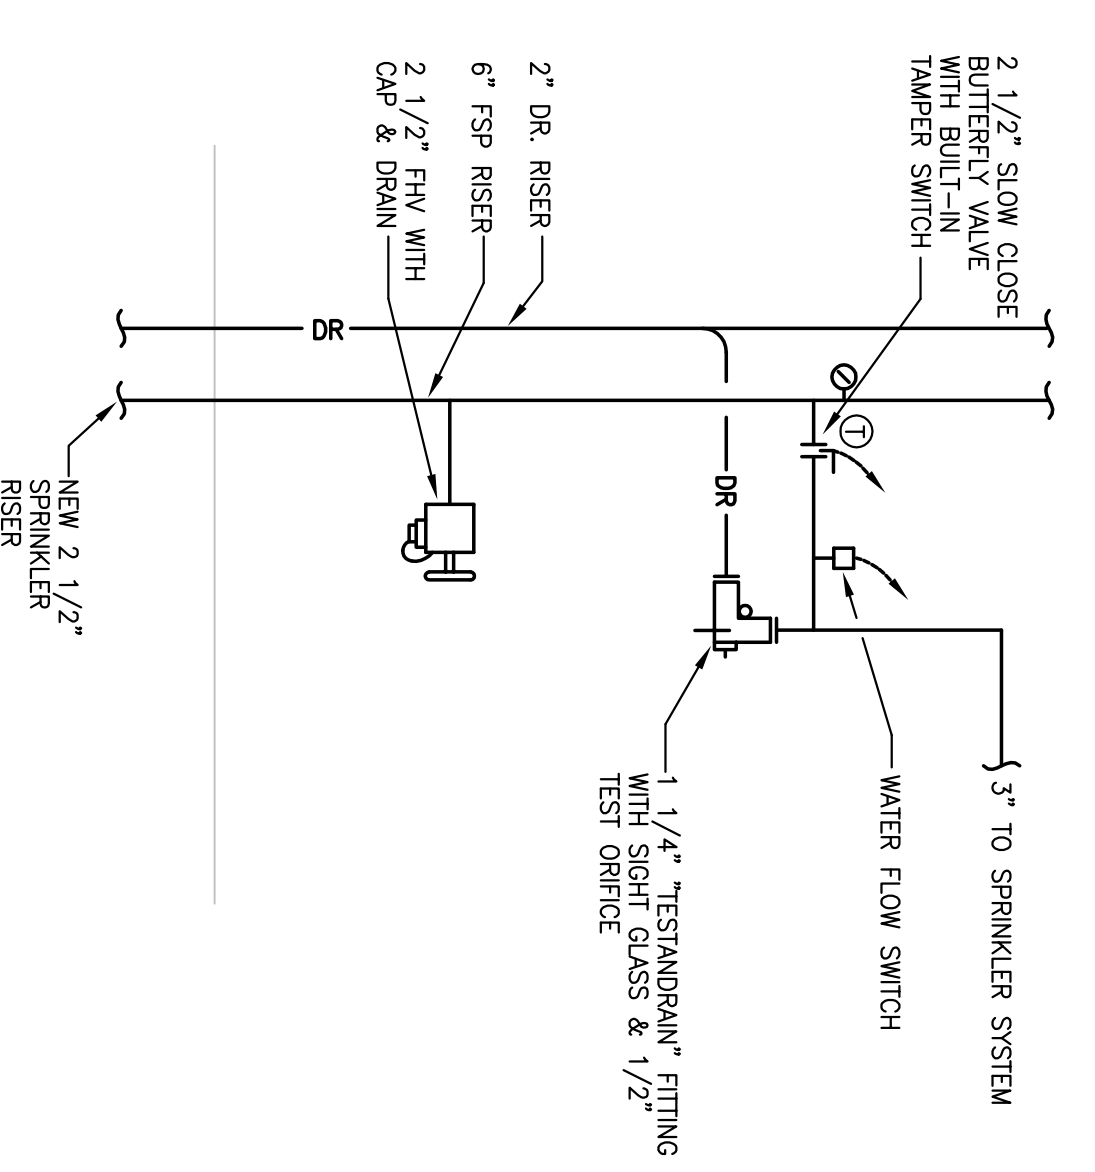 2 1/2" SLOW CLOSE
BUTTERFLY VALVE
WITH BUILT-IN
TAMPER SWITCH
2" DR. RISER
6" FSP RISER
2 1/2" FHV WITH
CAP & DRAIN
T
DR
DR
3" TO SPRINKLER SYSTEM
WATER FLOW SWITCH
1 1/4" "TESTANDRAIN" FITTING
WITH SIGHT GLASS & 1/2"
TEST ORIFICE
NEW 2 1/2"
SPRINKLER
RISER